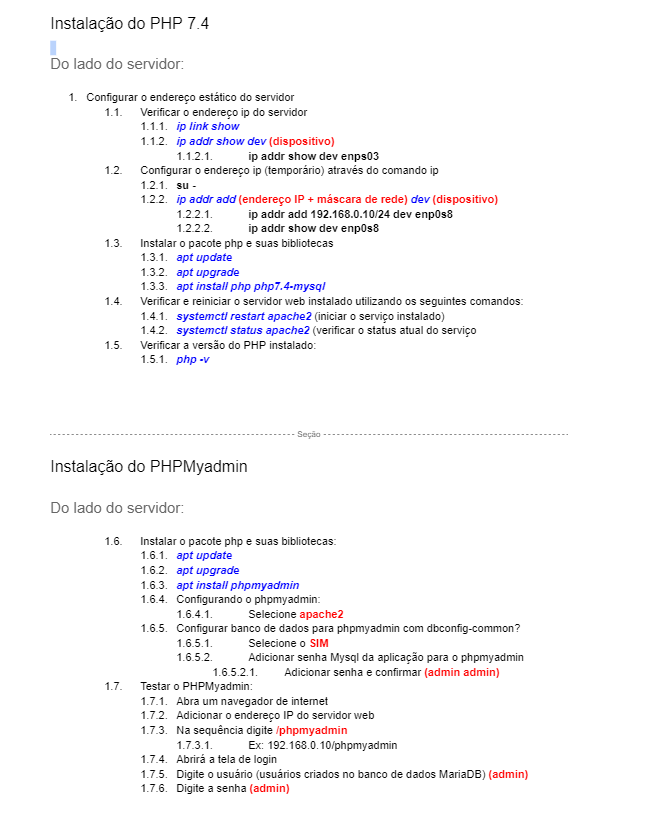 Instalação do PHP 7.4
Do lado do servidor:
1. Configurar o endereço estático do servidor
1.1. Verificar o endereço ip do servidor
1.1.1. ip link show
1.1.2. ip addr show dev (dispositivo)
1.1.2.1. ip addr show dev enps03
1.2. Configurar o endereço ip (temporário) através do comando ip
1.2.1. su -
1.2.2. ip addr add (endereço IP + máscara de rede) dev (dispositivo)
1.2.2.1. ip addr add 192.168.0.10/24 dev enp0s8
1.2.2.2. ip addr show dev enp0s8
1.3. Instalar o pacote php e suas bibliotecas
1.3.1. apt update
1.3.2. apt upgrade
1.3.3. apt install php php7.4-mysql
1.4. Verificar e reiniciar o servidor web instalado utilizando os seguintes comandos:
1.4.1. systemctl restart apache2 (iniciar o serviço instalado)
1.4.2. systemctl status apache2 (verificar o status atual do serviço
1.5. Verificar a versão do PHP instalado:
1.5.1. php -v
Seção
Instalação do PHPMyadmin
Do lado do servidor:
1.6. Instalar o pacote php e suas bibliotecas:
1.6.1. apt update
1.6.2. apt upgrade
1.6.3. apt install phpmyadmin
1.6.4. Configurando o phpmyadmin:
1.6.4.1. Selecione apache2
1.6.5. Configurar banco de dados para phpmyadmin com dbconfig-common?
1.6.5.1. Selecione o SIM
1.6.5.2. Adicionar senha Mysql da aplicação para o phpmyadmin
1.6.5.2.1. Adicionar senha e confirmar (admin admin)
1.7. Testar o PHPMyadmin:
1.7.1. Abra um navegador de internet
1.7.2. Adicionar o endereço IP do servidor web
1.7.3. Na sequência digite /phpmyadmin
1.7.3.1. Ex: 192.168.0.10/phpmyadmin
1.7.4. Abrirá a tela de login
1.7.5. Digite o usuário (usuários criados no banco de dados MariaDB) (admin)
1.7.6. Digite a senha (admin)